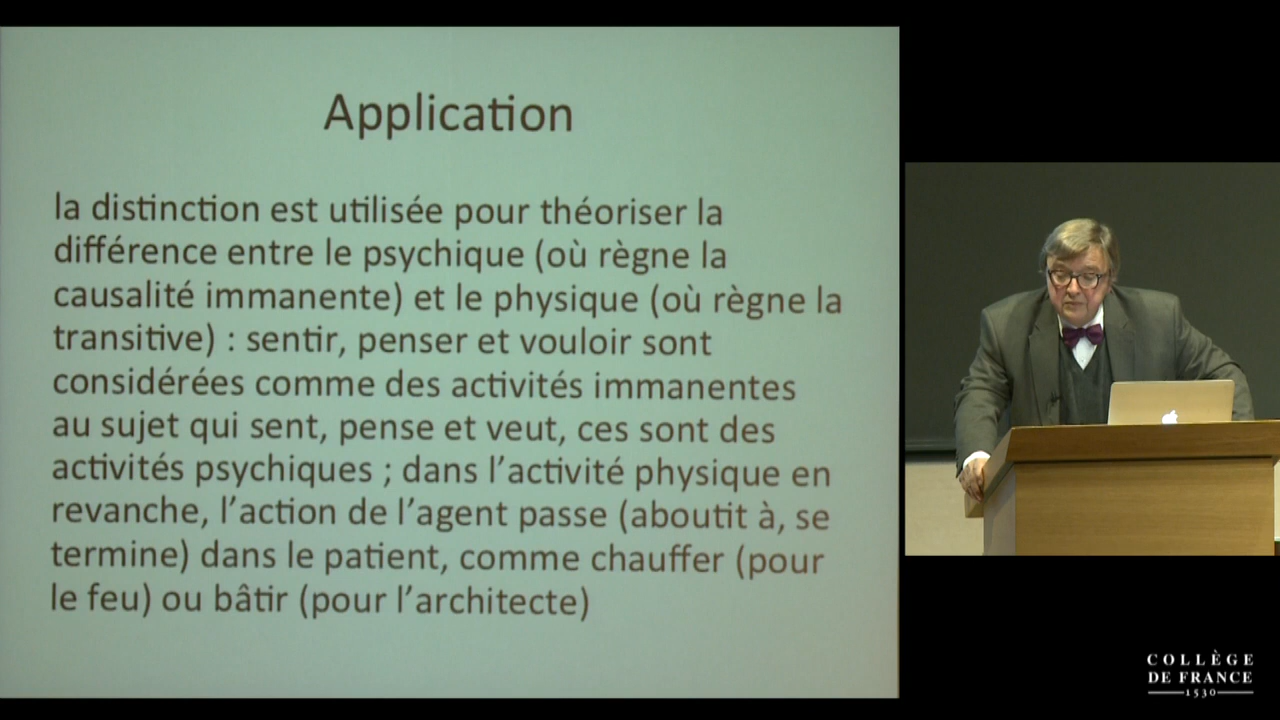 Application
la distinction est utilisée pour théoriser la
différence entre le psychique (où règne la
causalité immanente) et le physique (où règne la
transitive) : sentir, penser et vouloir sont
considérées comme des activités immanentes
au sujet qui sent, pense et veut, ces sont des
activités psychiques ; dans l’activité physique en
revanche, l’action de l’agent passe (aboutit à, se
termine) dans le patient, comme chauffer (pour
le feu) ou bâtir (pour l’architecte)
COLLÈGE
DE FRANCE
1530